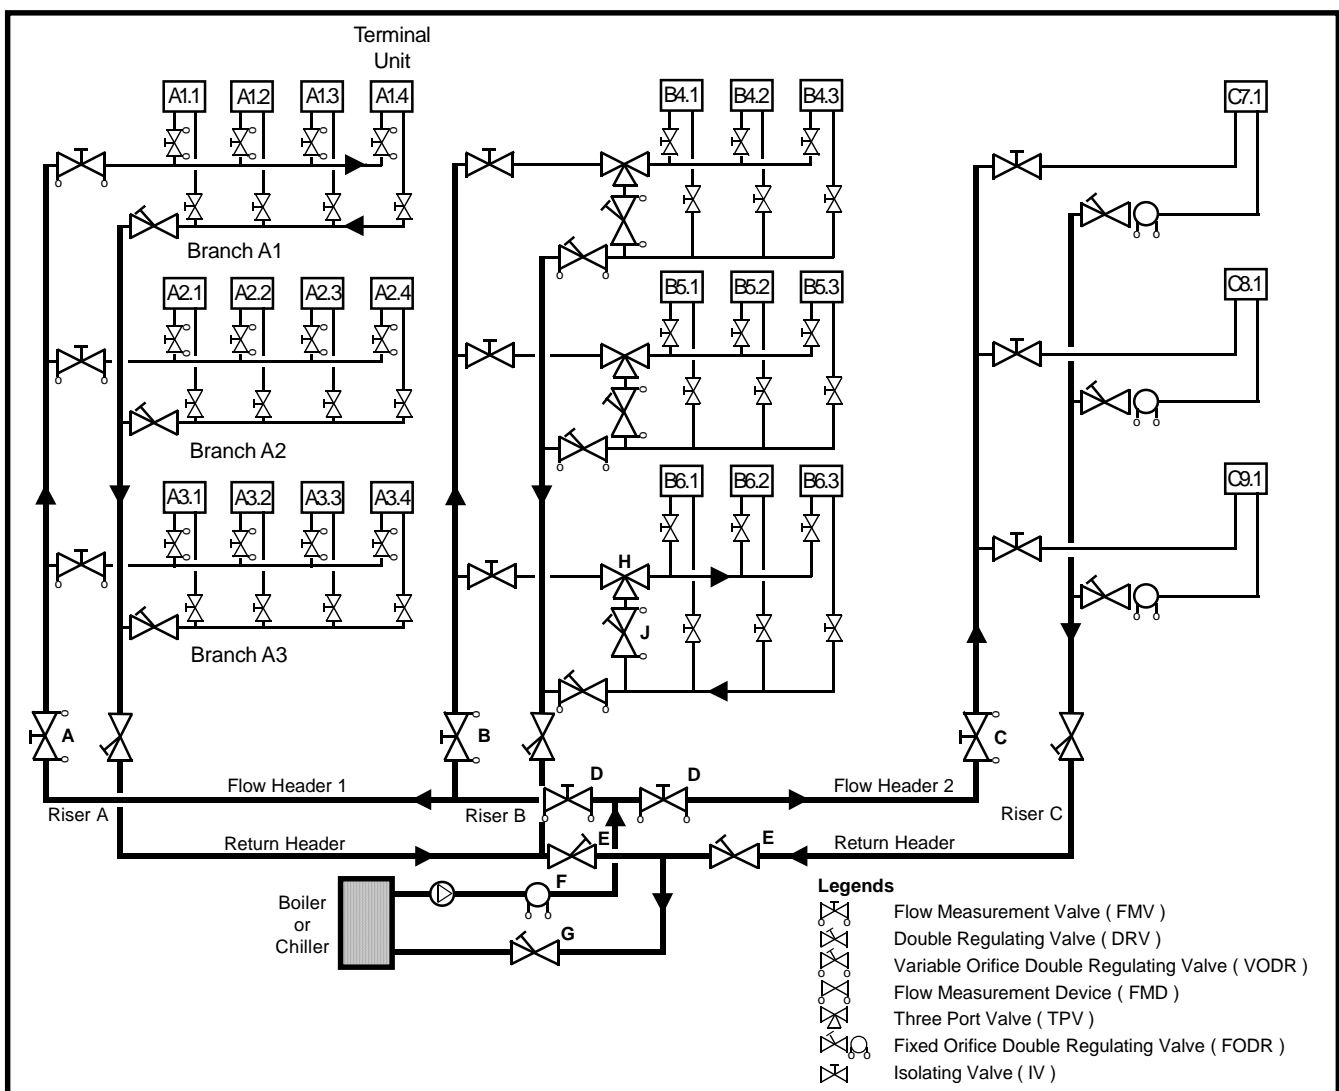 Terminal
Unit
A1.1 A1.2 A1.3 A1.4
B4.1 B4.2 B4.3
C7.1
Branch A1
A2.1 A2.2 A2.3 A2.4
B5.1 B5.2 B5.3
C8.1
Branch A2
A3.1 A3.2 A3.3 A3.4
B6.1 B6.2 B6.3
C9.1
H
J
Branch A3
A
B
C
D
D
Flow Header 1
Flow Header 2
Riser A
Riser B
Riser C
E
E
Return Header
Return Header
F
G
Boiler
or
Chiller
Legends
Flow Measurement Valve ( FMV )
Double Regulating Valve ( DRV )
Variable Orifice Double Regulating Valve ( VODR )
Flow Measurement Device ( FMD )
Three Port Valve ( TPV )
Fixed Orifice Double Regulating Valve ( FODR )
Isolating Valve ( IV )